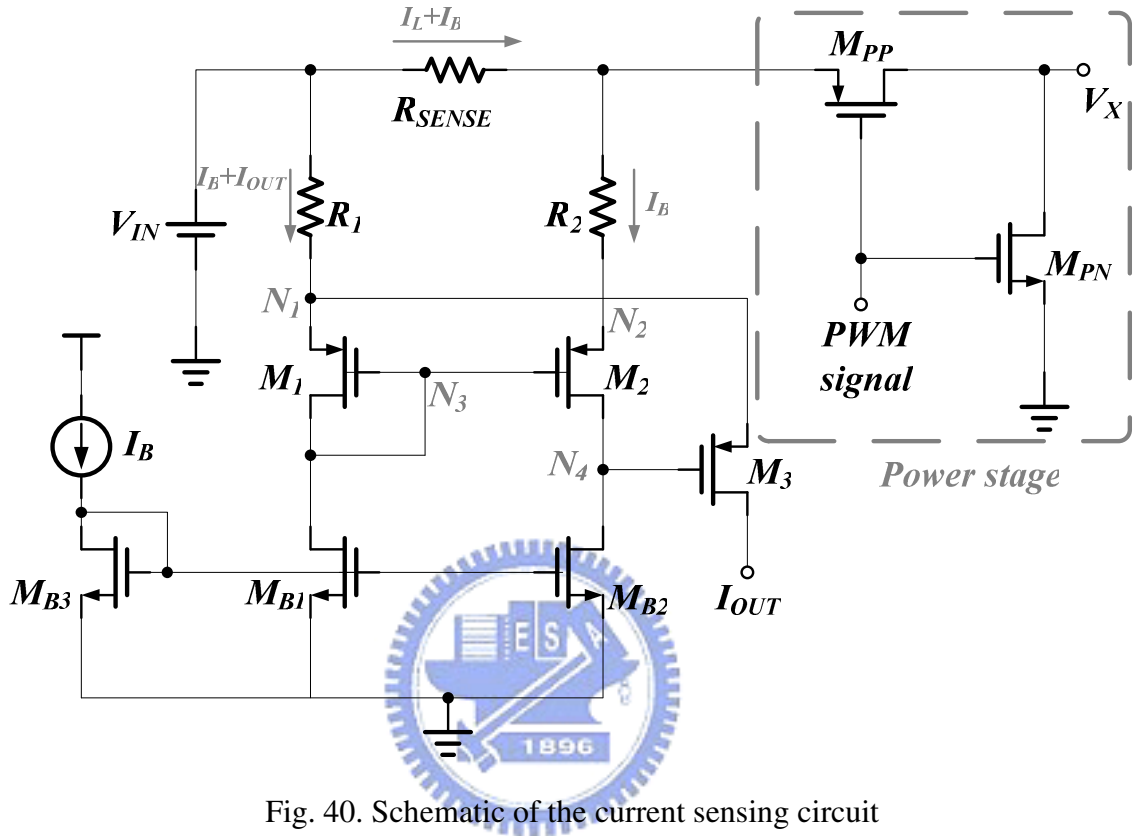 I_L+I_B
R_SENSE
M_PP
V_X
I_B+I_OUT
R_1
R_2
I_B
V_IN
M_PN
N_1
N_2
PWM
signal
M_1
N_3
M_2
I_B
N_4
M_3
Power stage
M_B3
M_B1
M_B2
I_OUT
E S A
1896
Fig. 40. Schematic of the current sensing circuit